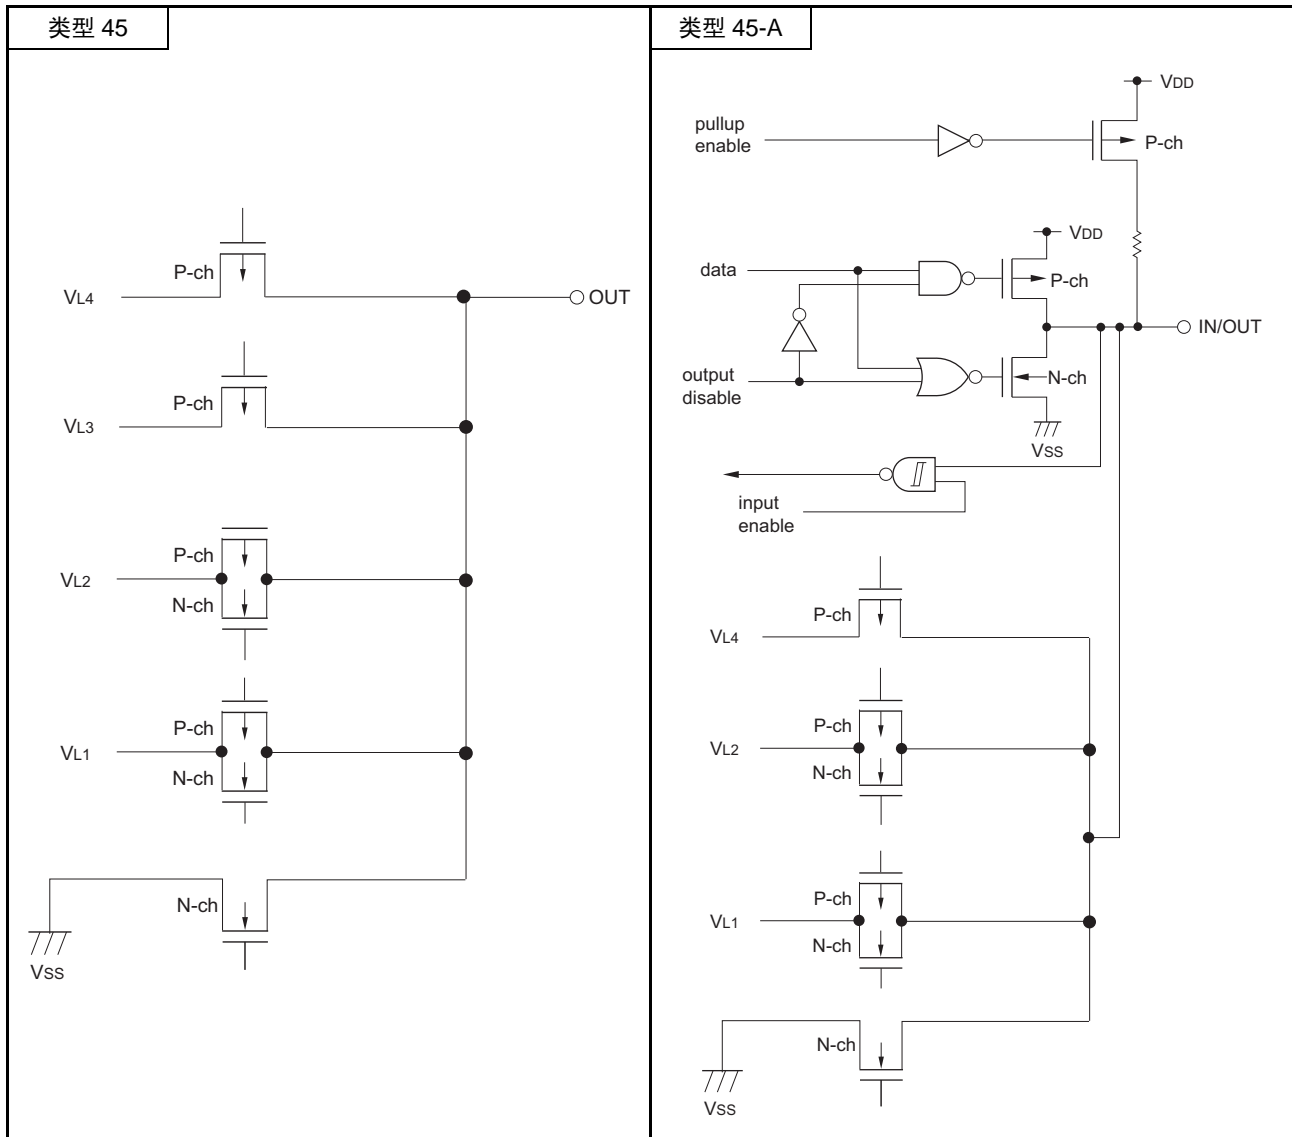 类型 45
P-ch
VL4
OUT
P-ch
VL3
P-ch
VL2
N-ch
P-ch
VL1
N-ch
N-ch
VSS
类型 45-A
VDD
pullup
enable
P-ch
VDD
data
P-ch
IN/OUT
output
disable
N-ch
VSS
input
enable
P-ch
VL4
P-ch
VL2
N-ch
P-ch
VL1
N-ch
N-ch
VSS